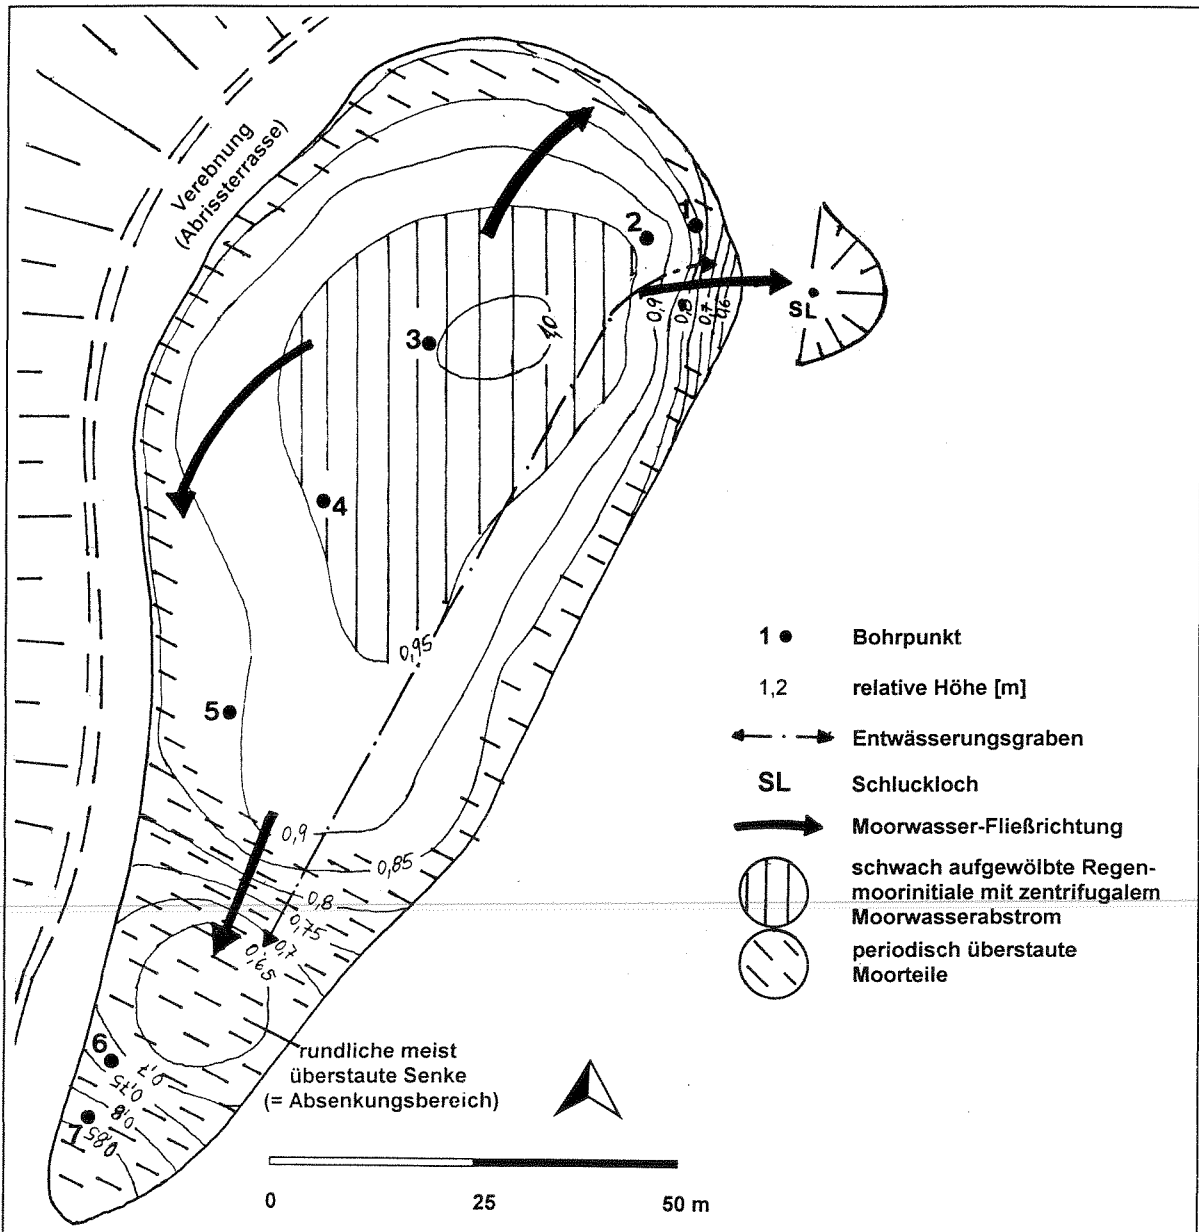 Verebnung
(Abrissterrasse)
2
1
SL
0,9
0,8
0,7
0,6
3
4
0,95
5
0,9
0,85
0,8
0,75
0,7
0,65
rundliche meist
überstaute Senke
(= Absenkungsbereich)
6
0,7
0,75
0,8
7
0,85
0
25
50 m
1
Bohrpunkt
1,2
relative Höhe [m]
Entwässerungsgraben
SL
Schluckloch
Moorwasser-Fließrichtung
schwach aufgewölbte Regen-
moorinitiale mit zentrifugalem
Moorwasserabstrom
periodisch überstaute
Moorteile